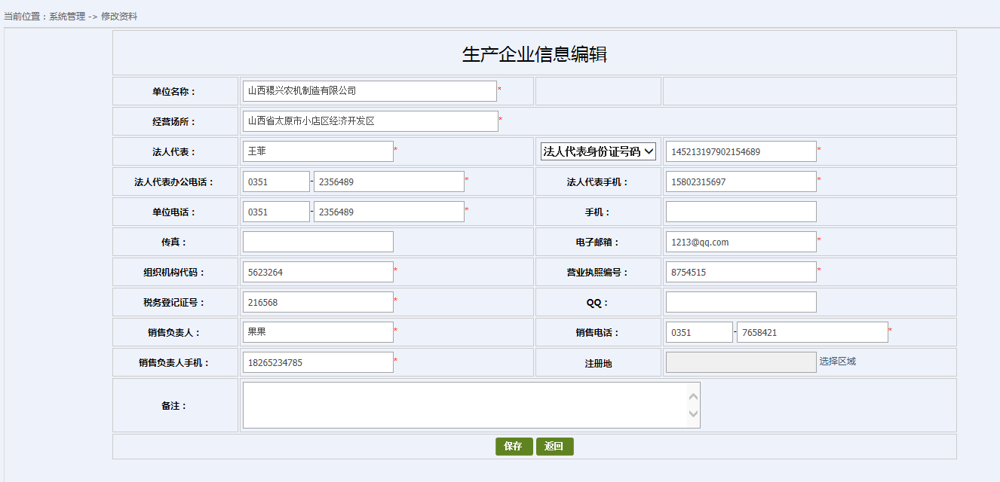 当前位置：系统管理 -> 修改资料
生产企业信息编辑
单位名称： 山西稷兴农机制造有限公司 *
经营场所： 山西省太原市小店区经济开发区 *
法人代表： 王菲 * 法人代表身份证号码 145213197902154689 *
法人代表办公电话： 0351 - 2356489 * 法人代表手机： 15802315697 *
单位电话： 0351 - 2356489 * 手机：
传真： 电子邮箱： 1213@qq.com *
组织机构代码： 5623264 * 营业执照编号： 8754515 *
税务登记证号： 216568 * QQ：
销售负责人： 果果 * 销售电话： 0351 - 7658421 *
销售负责人手机： 18265234785 * 注册地 选择区域
备注：
保存 返回